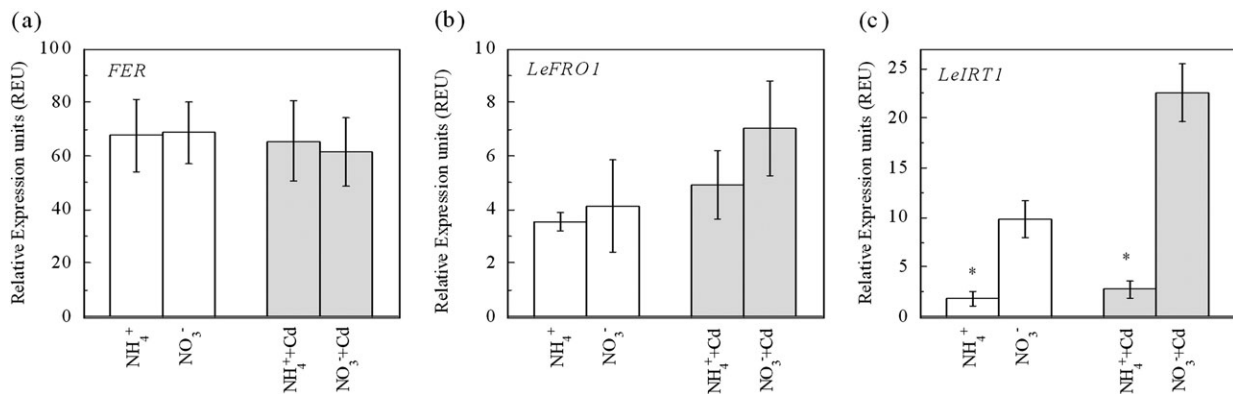 (a)
Relative Expression units (REU)
100
80
60
40
20
0
FER
NH₄⁺
NO₃⁻
NH₄⁺+Cd
NO₃⁻+Cd
(b)
Relative Expression units (REU)
10
8
6
4
2
0
LeFRO1
NH₄⁺
NO₃⁻
NH₄⁺+Cd
NO₃⁻+Cd
(c)
Relative Expression units (REU)
25
20
15
10
5
0
LeIRT1
*
*
NH₄⁺
NO₃⁻
NH₄⁺+Cd
NO₃⁻+Cd